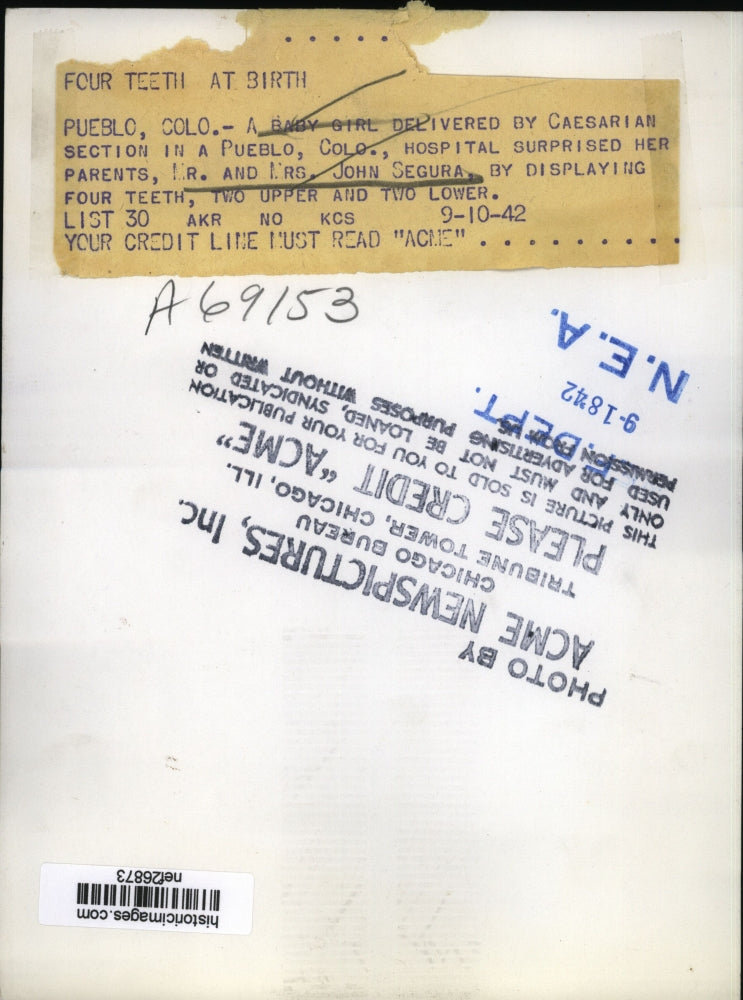 FOUR TEETH AT BIRTH
PUEBLO, COLO.- A BABY GIRL DELIVERED BY CAESARIAN
SECTION IN A PUEBLO, COLO., HOSPITAL SURPRISED HER
PARENTS, MR. AND MRS. JOHN SEGURA, BY DISPLAYING
FOUR TEETH, TWO UPPER AND TWO LOWER.
LIST 30 AKR NO KCS 9-10-42
YOUR CREDIT LINE MUST READ "ACME" . . . . . . . . . .
A69153
N.E.A.
9-1842
E. DEPT.
PHOTO BY
ACME NEWSPICTURES, Inc.
CHICAGO BUREAU
TRIBUNE TOWER, CHICAGO, ILL.
PLEASE CREDIT "ACME"
THIS PICTURE IS SOLD TO YOU FOR YOUR PUBLICATION
ONLY AND MUST NOT BE LOANED, SYNDICATED OR
USED FOR ADVERTISING PURPOSES WITHOUT WRITTEN
PERMISSION FROM US
historicimages.com
nef26873